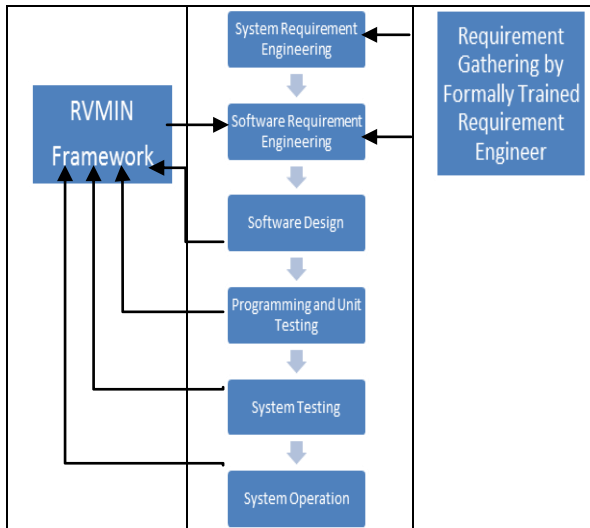 RVMIN
Framework
System Requirement
Engineering
Software Requirement
Engineering
Software Design
Programming and Unit
Testing
System Testing
System Operation
Requirement
Gathering by
Formally Trained
Requirement
Engineer